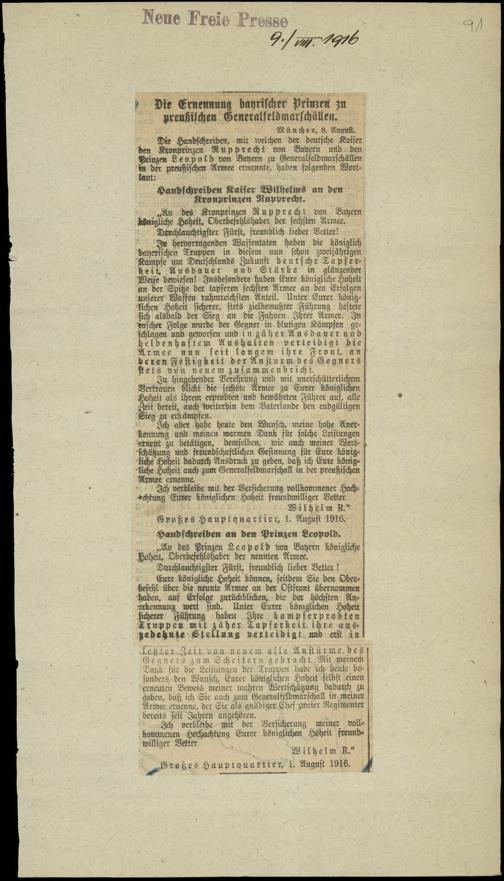 Neue Freie Presse
9./VIII. 1916
91
Die Ernennung bayrischer Prinzen zu
preußischen Generalfeldmarschällen.
München, 8. August.
Die Handschreiben, mit welchen der deutsche Kaiser
den Kronprinzen Rupprecht von Bayern und den
Prinzen Leopold von Bayern zu Generalfeldmarschällen
in der preußischen Armee ernannte, haben folgenden Wort-
laut:
Handschreiben Kaiser Wilhelms an den
Kronprinzen Rupprecht.
„An des Kronprinzen Rupprecht von Bayern
königliche Hoheit, Oberbefehlshaber der sechsten Armee.
Durchlauchtigster Fürst, freundlich lieber Vetter!
Zu hervorragenden Waffentaten haben die königlich
bayerischen Truppen in diesem nun schon zweijährigen
Kampfe um Deutschlands Zukunft deutsche Tapfer-
keit, Ausdauer und Stärke in glänzender
Weise bewiesen! Insbesondere haben Eure königliche Hoheit
an der Spitze der tapferen sechsten Armee an den Erfolgen
unserer Waffen ruhmreichsten Anteil. Unter Eurer könig-
lichen Hoheit sicherer, stets zielbewußter Führung heftete
sich alsbald der Sieg an die Fahnen Ihrer Armee. In
rascher Folge wurde der Gegner in blutigen Kämpfen ge-
schlagen und geworfen und in zäher Ausdauer und
heldenhaftem Aushalten verteidigt die
Armee nun seit langem ihre Front, an
deren Festigkeit der Ansturm des Gegners
stets von neuem zusammenbricht.
In hingebender Verehrung und mit unerschütterlichem
Vertrauen blickt die sechste Armee zu Eurer königlichen
Hoheit als ihrem erprobten und bewährten Führer auf, alle
Zeit bereit, auch weiterhin dem Vaterlande den endgültigen
Sieg zu erkämpfen.
Ich aber habe heute den Wunsch, meine hohe Aner-
kennung und meinen warmen Dank für solche Leistungen
erneut zu betätigen, demselben, wie auch meiner Wert-
schätzung und freundschaftlichen Gesinnung für Eure könig-
liche Hoheit dadurch Ausdruck zu geben, daß ich Eure könig-
liche Hoheit auch zum Generalfeldmarschall in der preußischen
Armee ernenne.
Ich verbleibe mit der Versicherung vollkommener Hoch-
achtung Eurer königlichen Hoheit freundwilliger Vetter
Wilhelm R.“
Großes Hauptquartier, 1. August 1916.
Handschreiben an den Prinzen Leopold.
„An des Prinzen Leopold von Bayern königliche
Hoheit, Oberbefehlshaber der neunten Armee.
Durchlauchtigster Fürst, freundlich lieber Vetter!
Eure königliche Hoheit können, seitdem Sie den Ober-
befehl über die neunte Armee an der Ostfront übernommen
haben, auf Erfolge zurückblicken, die der höchsten An-
erkennung wert sind. Unter Eurer königlichen Hoheit
sicherer Führung haben Ihre kampferprobten
Truppen mit zäher Tapferkeit ihre aus-
gedehnte Stellung verteidigt und erst in
letzter Zeit von neuem alle Anstürme des
Gegners zum Scheitern gebracht. Mit meinem
Dank für die Leistungen der Truppen habe ich heute be-
sonders den Wunsch, Eurer königlichen Hoheit selbst einen
erneuten Beweis meiner wahren Wertschätzung dadurch zu
geben, daß ich Sie auch zum Generalfeldmarschall in meiner
Armee ernenne, der Sie als gnädiger Chef zweier Regimenter
bereits seit Jahren angehören.
Ich verbleibe mit der Versicherung meiner voll-
kommenen Hochachtung Eurer königlichen Hoheit freund-
williger Vetter
Wilhelm R.“
Großes Hauptquartier, 1. August 1916.